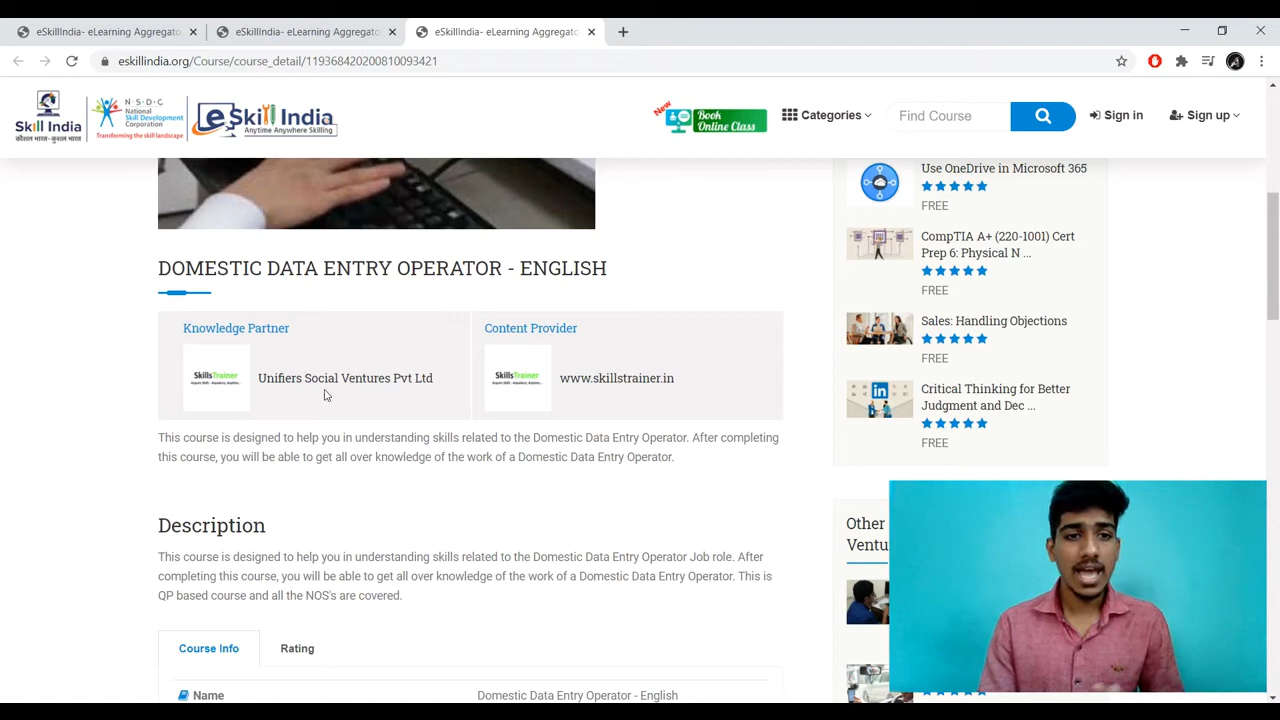 eSkillIndia- eLearning Aggregato
eSkillIndia- eLearning Aggregato
eSkillIndia- eLearning Aggregato
eskillindia.org/Course/course_detail/119368420200810093421
Skill India
कौशल भारत-कुशल भारत
N·S·D·C
National
Skill Development
Corporation
Transforming the skill landscape
eSkill India
Anytime Anywhere Skilling
New
Book
Online Class
Categories
Find Course
Sign in
Sign up
Use OneDrive in Microsoft 365
FREE
CompTIA A+ (220-1001) Cert
Prep 6: Physical N ...
FREE
Sales: Handling Objections
FREE
Critical Thinking for Better
Judgment and Dec ...
FREE
DOMESTIC DATA ENTRY OPERATOR - ENGLISH
Knowledge Partner
Content Provider
SkillsTrainer
Unifiers Social Ventures Pvt Ltd
SkillsTrainer
www.skillstrainer.in
This course is designed to help you in understanding skills related to the Domestic Data Entry Operator. After completing
this course, you will be able to get all over knowledge of the work of a Domestic Data Entry Operator.
Description
This course is designed to help you in understanding skills related to the Domestic Data Entry Operator Job role. After
completing this course, you will be able to get all over knowledge of the work of a Domestic Data Entry Operator. This is
QP based course and all the NOS's are covered.
Other
Ventu
Course Info
Rating
Name
Domestic Data Entry Operator - English